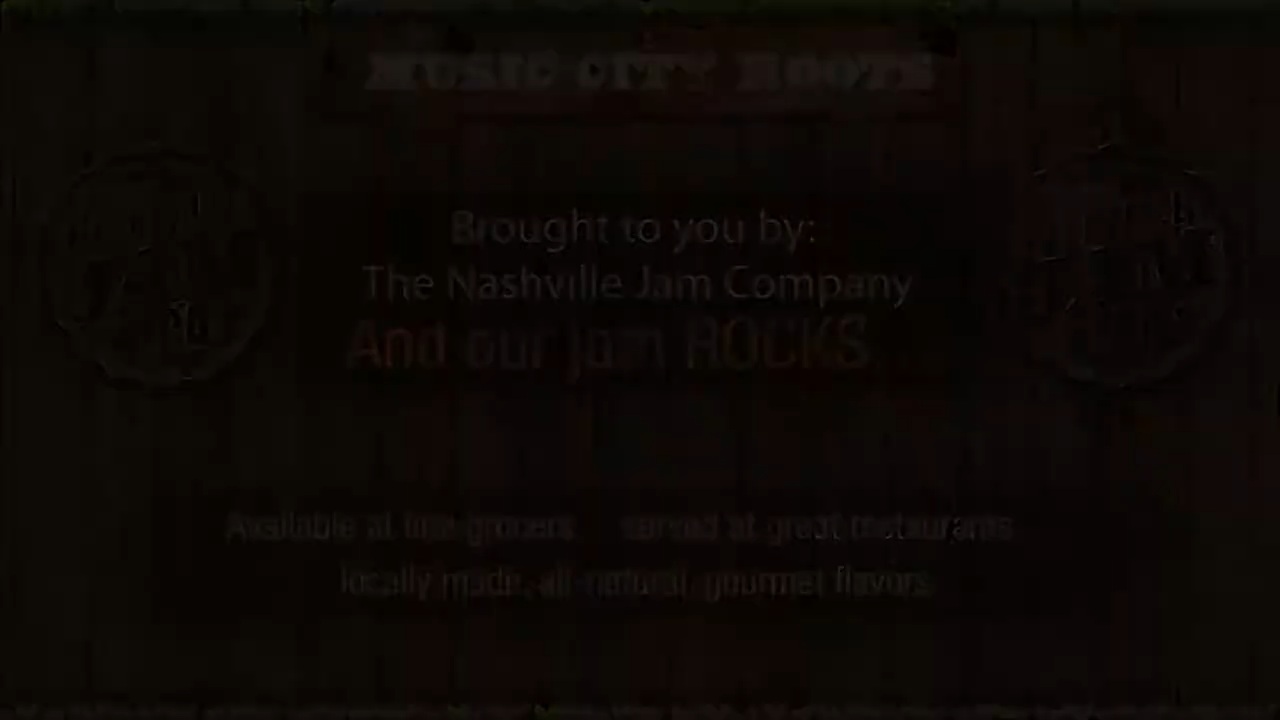 MUSIC CITY ROOTS
Brought to you by:
The Nashville Jam Company
And our Jam ROCKS
Available at fine grocers served at great restaurants
locally made, all-natural, gourmet flavors